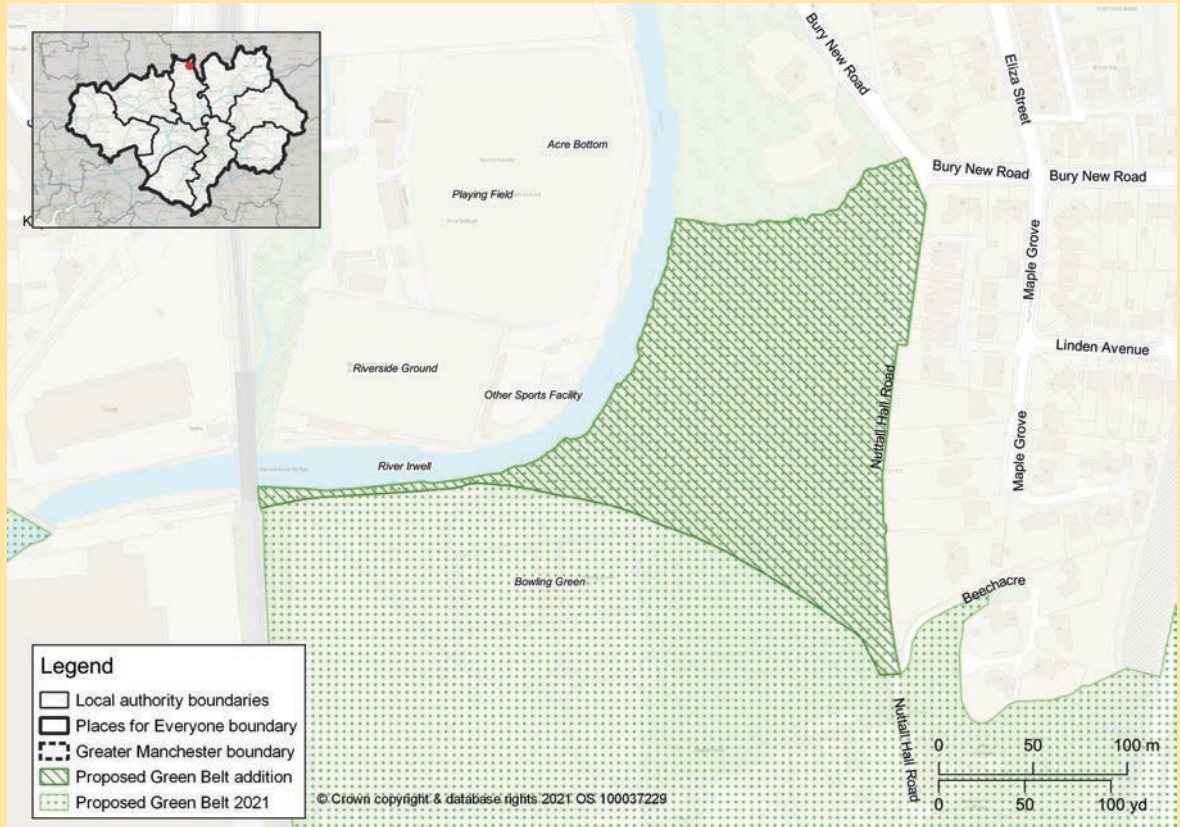 Bury New Road
Eliza Street
Acre Bottom
Bury New Road
Bury New Road
Playing Field
Maple Grove
Linden Avenue
Riverside Ground
Other Sports Facility
Nuttall Hall Road
River Irwell
Maple Grove
Bowling Green
Beechacre
Nuttall Hall Road
Legend
Local authority boundaries
Places for Everyone boundary
Greater Manchester boundary
Proposed Green Belt addition
Proposed Green Belt 2021
© Crown copyright & database rights 2021 OS 100037229
0 50 100 m
0 50 100 yd